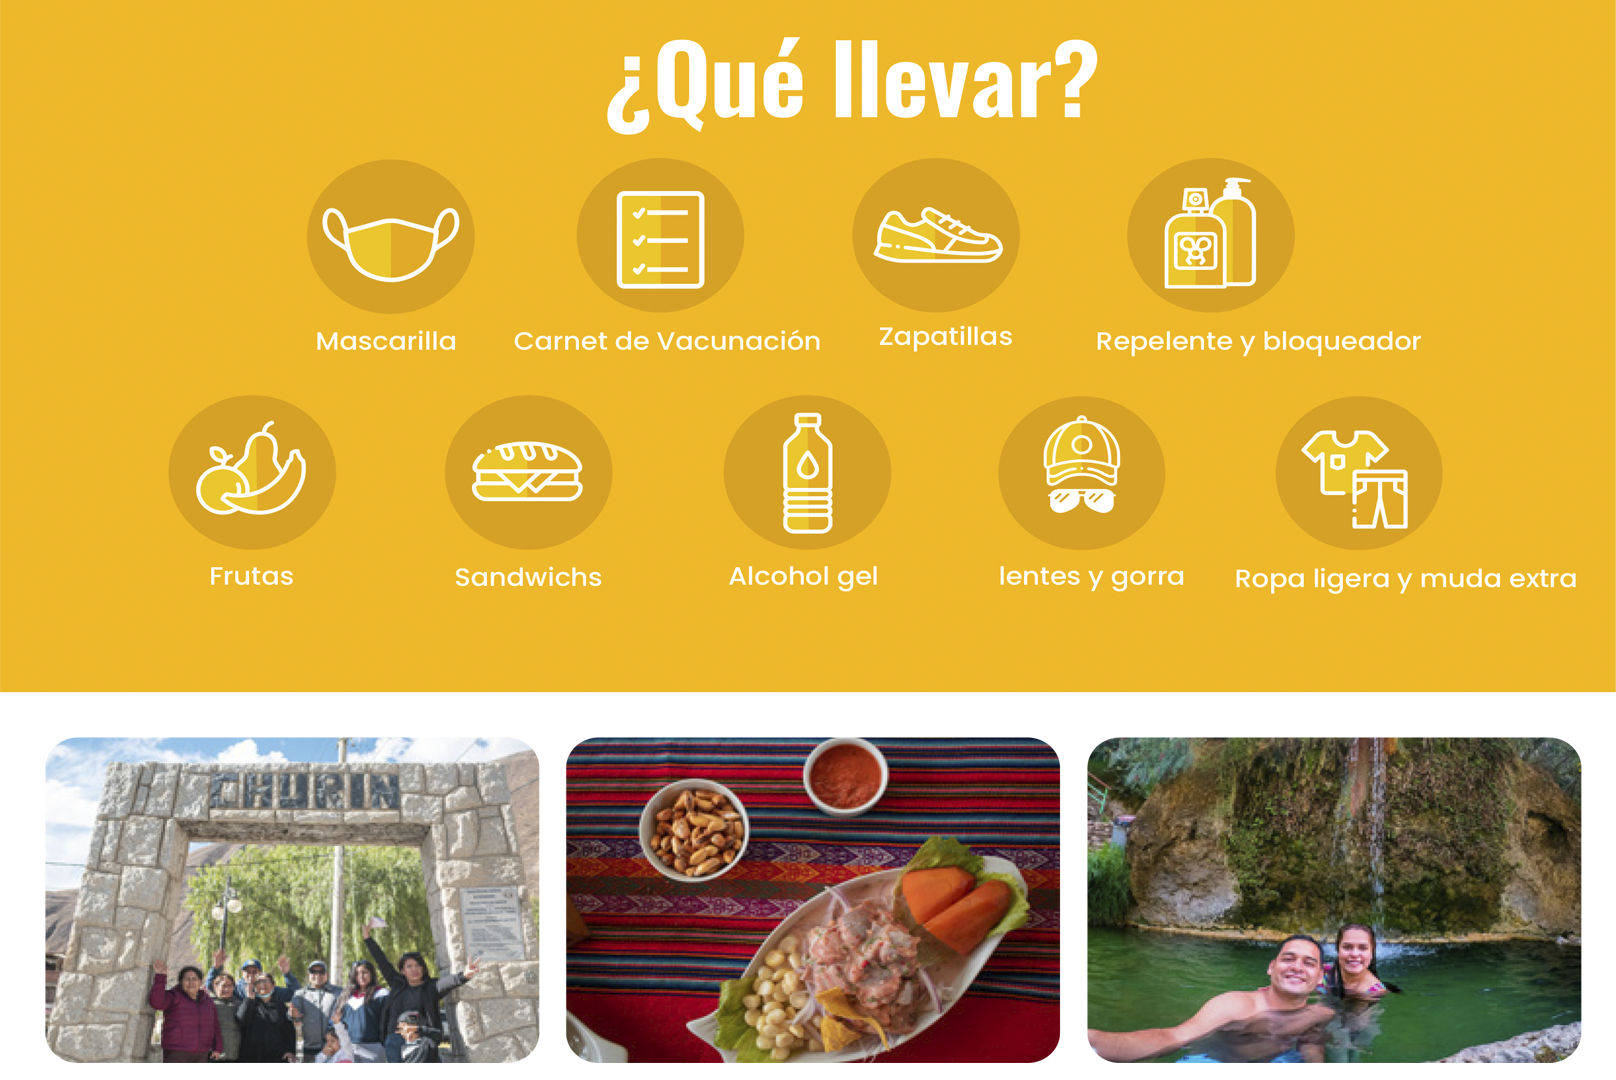 ¿Qué llevar?
Mascarilla
Carnet de Vacunación
Zapatillas
Repelente y bloqueador
Frutas
Sandwichs
Alcohol gel
lentes y gorra
Ropa ligera y muda extra
CHURIN